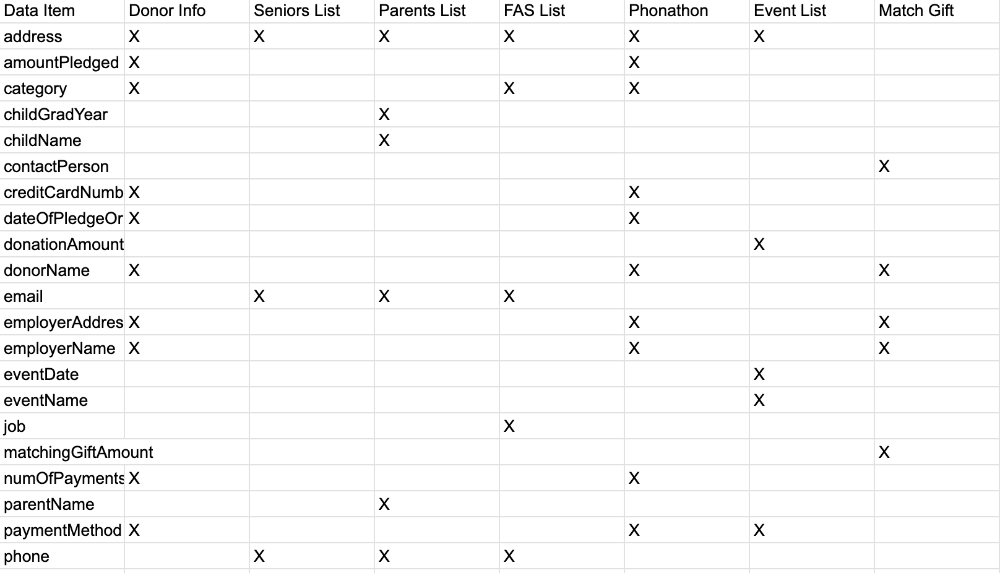 Data Item Donor Info Seniors List Parents List FAS List Phonathon Event List Match Gift
address X X X X X X
amountPledged X X
category X X X
childGradYear X
childName X
contactPerson X
creditCardNumb X X
dateOfPledgeOr X X
donationAmount X
donorName X X X
email X X X
employerAddres X X X
employerName X X X
eventDate X
eventName X
job X
matchingGiftAmount X
numOfPayments X X
parentName X
paymentMethod X X X
phone X X X